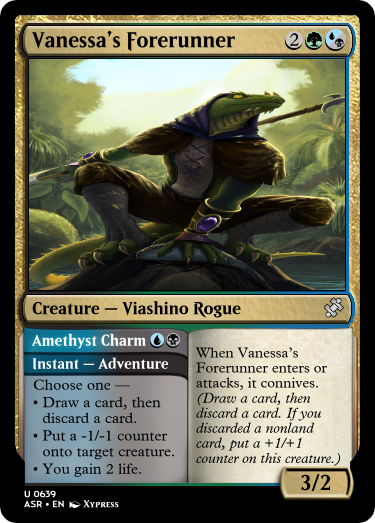 Vanessa's Forerunner 2
Creature — Viashino Rogue
Amethyst Charm
Instant — Adventure
Choose one —
• Draw a card, then
discard a card.
• Put a -1/-1 counter
onto target creature.
• You gain 2 life.
When Vanessa's
Forerunner enters or
attacks, it connives.
(Draw a card, then
discard a card. If you
discarded a nonland
card, put a +1/+1
counter on this creature.)
3/2
U 0639
ASR • EN Xypress